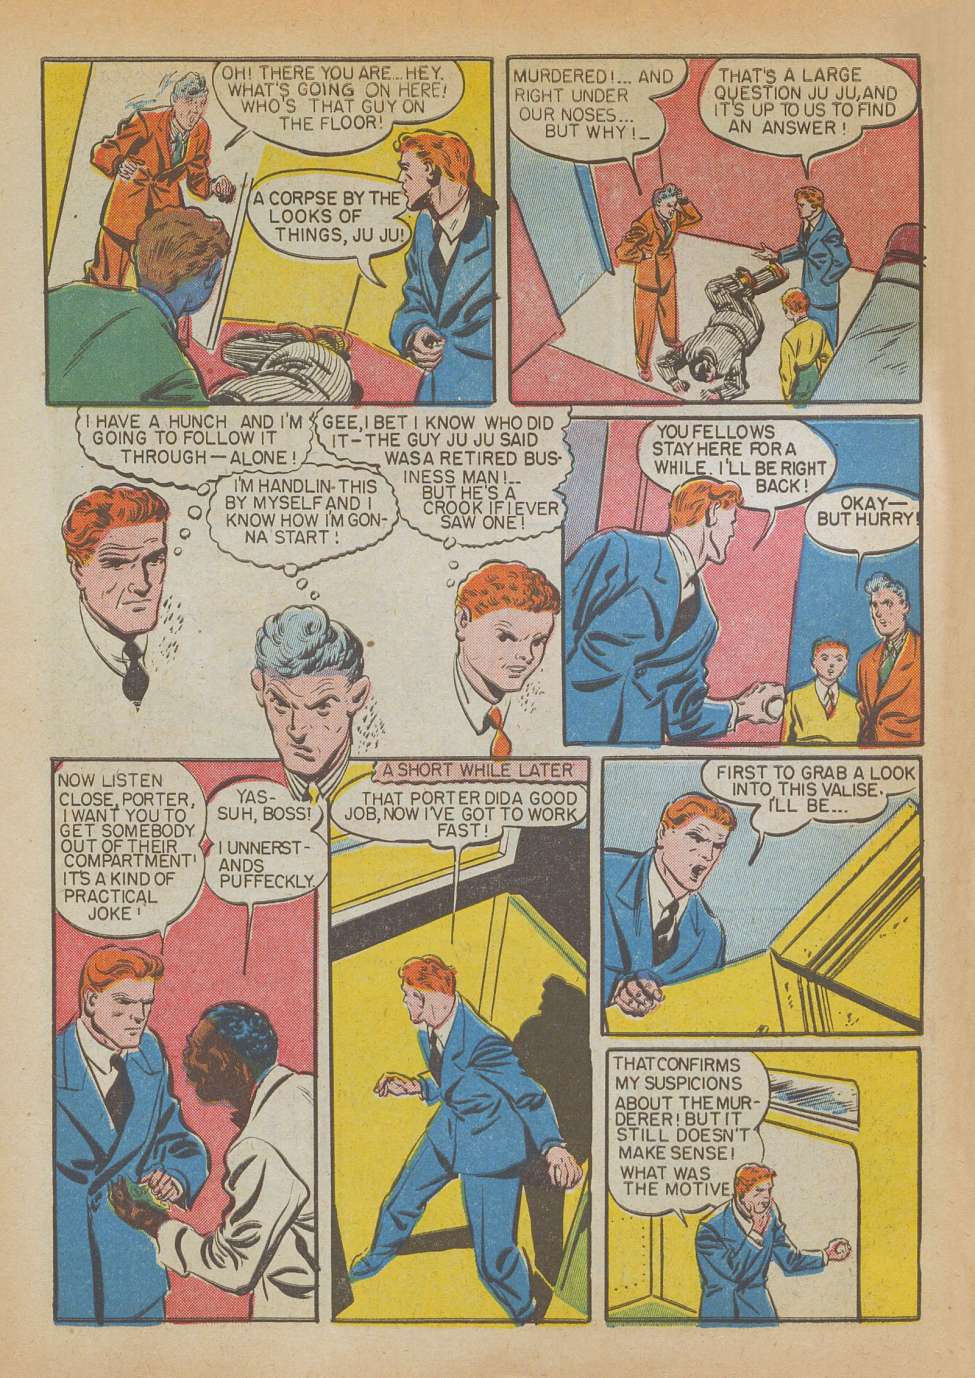 OH! THERE YOU ARE... HEY.
WHAT'S GOING ON HERE!
WHO'S THAT GUY ON
THE FLOOR!
A CORPSE BY THE
LOOKS OF
THINGS, JU JU!
MURDERED!... AND
RIGHT UNDER
OUR NOSES...
BUT WHY!-
THAT'S A LARGE
QUESTION JU JU, AND
IT'S UP TO US TO FIND
AN ANSWER!
I HAVE A HUNCH AND I'M
GOING TO FOLLOW IT
THROUGH—ALONE!
I'M HANDLIN' THIS
BY MYSELF AND I
KNOW HOW I'M GON-
NA START!
GEE, I BET I KNOW WHO DID
IT—THE GUY JU JU SAID
WAS A RETIRED BUS-
INESS MAN!...
BUT HE'S A
CROOK IF I EVER
SAW ONE!
YOU FELLOWS
STAY HERE FOR A
WHILE. I'LL BE RIGHT
BACK!
OKAY—
BUT HURRY!
NOW LISTEN
CLOSE, PORTER,
I WANT YOU TO
GET SOMEBODY
OUT OF THEIR
COMPARTMENT!
IT'S A KIND OF
PRACTICAL
JOKE!
YAS-
SUH, BOSS!
I UNNERST-
ANDS
PUFFECKLY.
A SHORT WHILE LATER
THAT PORTER DID A GOOD
JOB, NOW I'VE GOT TO WORK
FAST!
FIRST TO GRAB A LOOK
INTO THIS VALISE.
I'LL BE...
THAT CONFIRMS
MY SUSPICIONS
ABOUT THE MUR-
DERER! BUT IT
STILL DOESN'T
MAKE SENSE!
WHAT WAS
THE MOTIVE